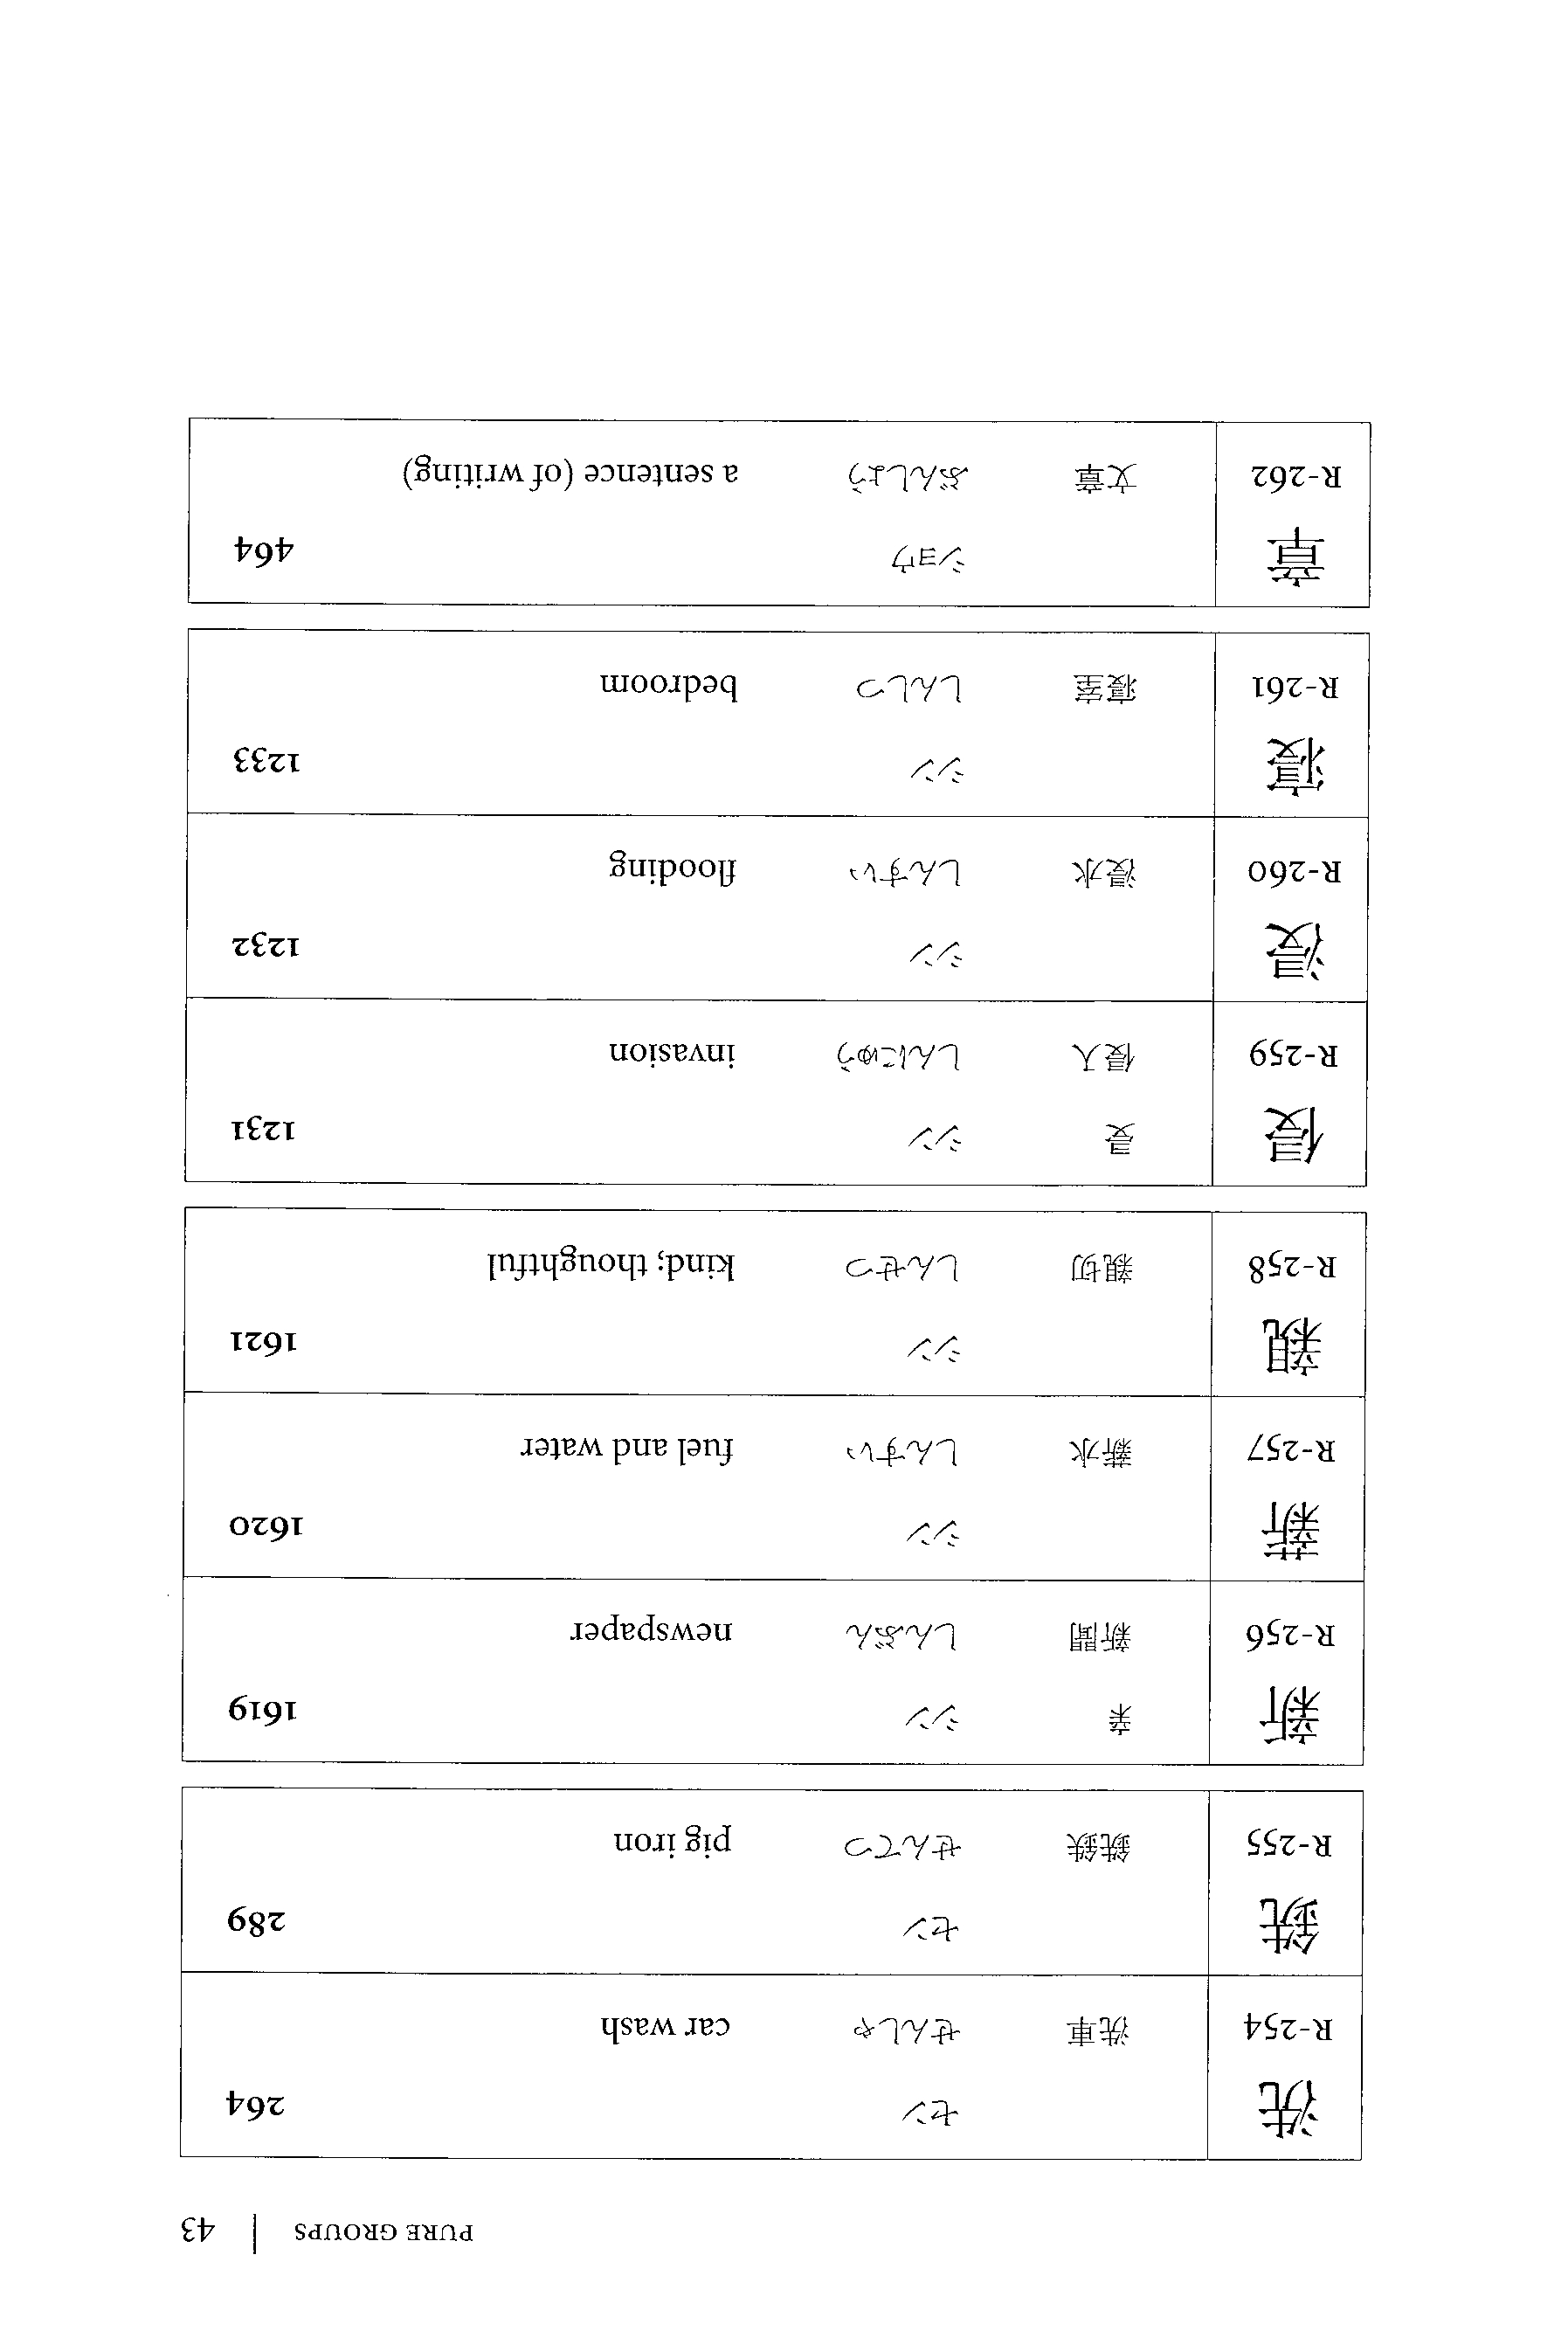 PURE GROUPS | 43
洗 セン 264
R-254 洗車 せんしゃ car wash
銑 セン 289
R-255 銑鉄 せんてつ pig iron
新 亲 シン 1619
R-256 新聞 しんぶん newspaper
薪 シン 1620
R-257 薪水 しんすい fuel and water
親 シン 1621
R-258 親切 しんせつ kind; thoughtful
侵 㑴 シン 1231
R-259 侵入 しんにゅう invasion
浸 シン 1232
R-260 浸水 しんすい flooding
寝 シン 1233
R-261 寝室 しんしつ bedroom
章 ショウ 464
R-262 文章 ぶんしょう a sentence (of writing)